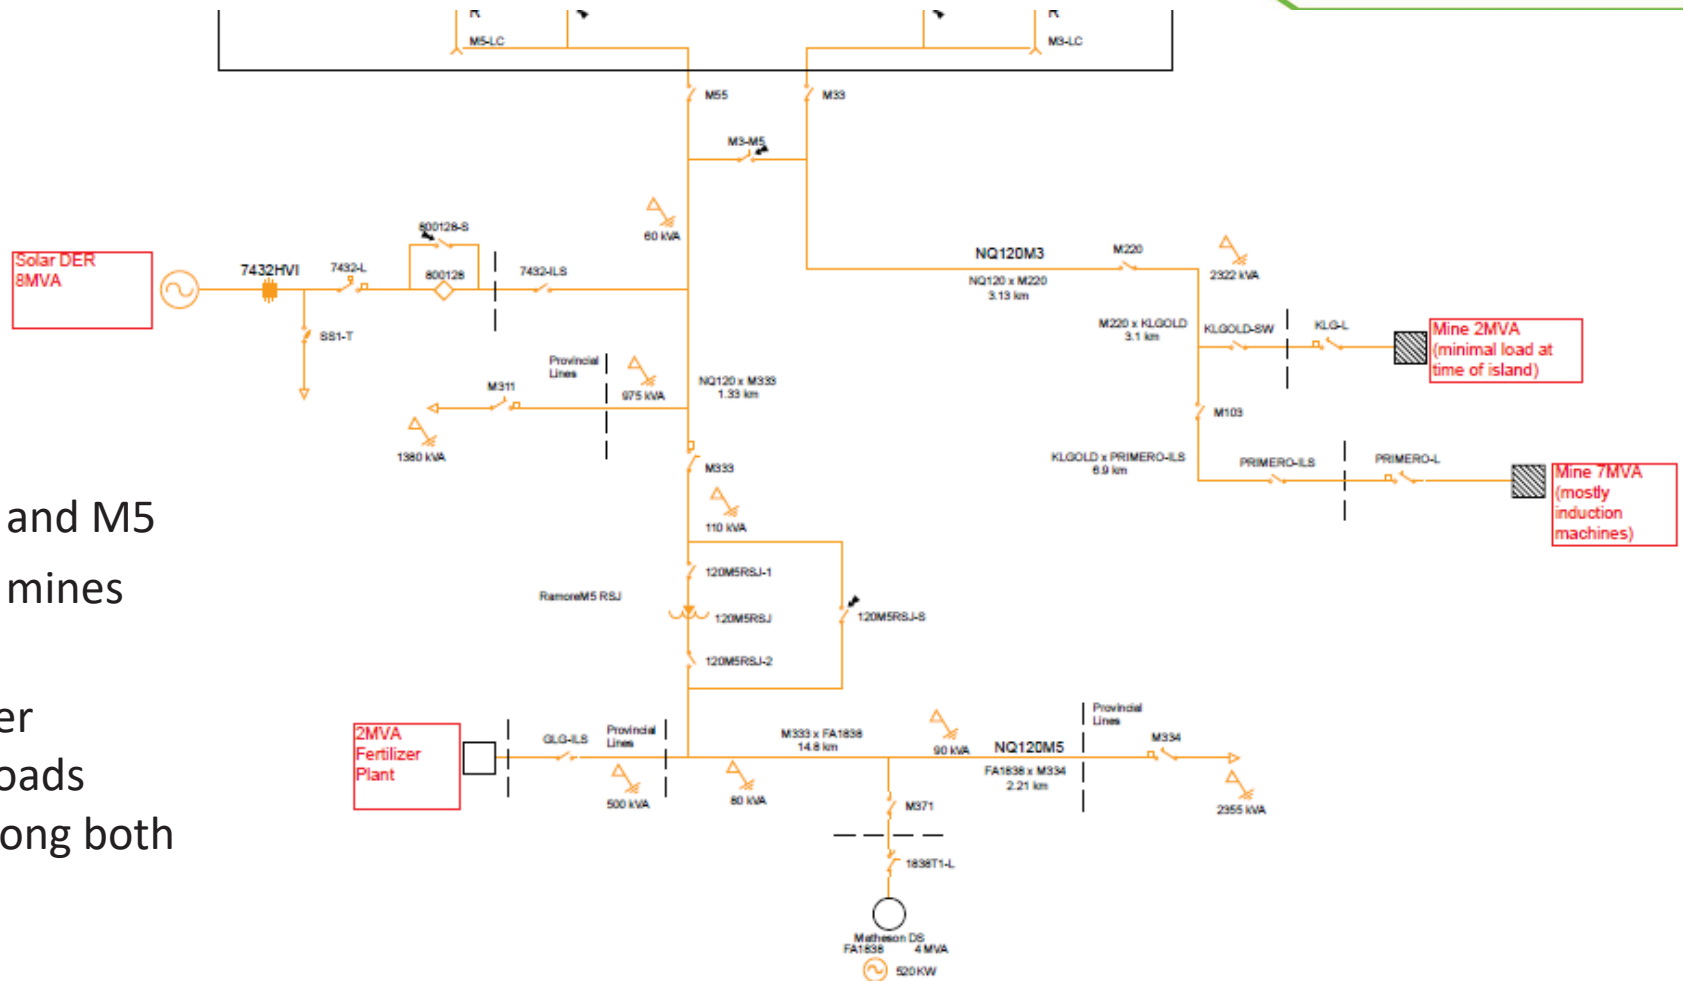 R
R
M5-LC
M3-LC
M55
M33
M3-M5
60 kVA
800128-S
Solar DER
8MVA
7432HVI
7432-L
800128
7432-ILS
SS1-T
NQ120M3
M220
NQ120 x M220
3.13 km
2322 kVA
M220 x KLGOLD
3.1 km
KLGOLD-SW
KLG-L
Mine 2MVA
(minimal load at
time of island)
Provincial
Lines
M311
975 kVA
NQ120 x M333
1.33 km
1380 kVA
M103
M333
KLGOLD x PRIMERO-ILS
6.9 km
PRIMERO-ILS
PRIMERO-L
Mine 7MVA
(mostly
induction
machines)
110 kVA
and M5
mines
er
oads
ong both
120M5RSJ-1
RamoreM5 RSJ
120M5RSJ
120M5RSJ-S
120M5RSJ-2
2MVA
Fertilizer
Plant
GLG-ILS
Provincial
Lines
500 kVA
M333 x FA1838
14.8 km
80 kVA
90 kVA
NQ120M5
FA1838 x M334
2.21 km
Provincial
Lines
M334
2355 kVA
M371
1838T1-L
Matheson DS
FA1838 4 MVA
520 KW